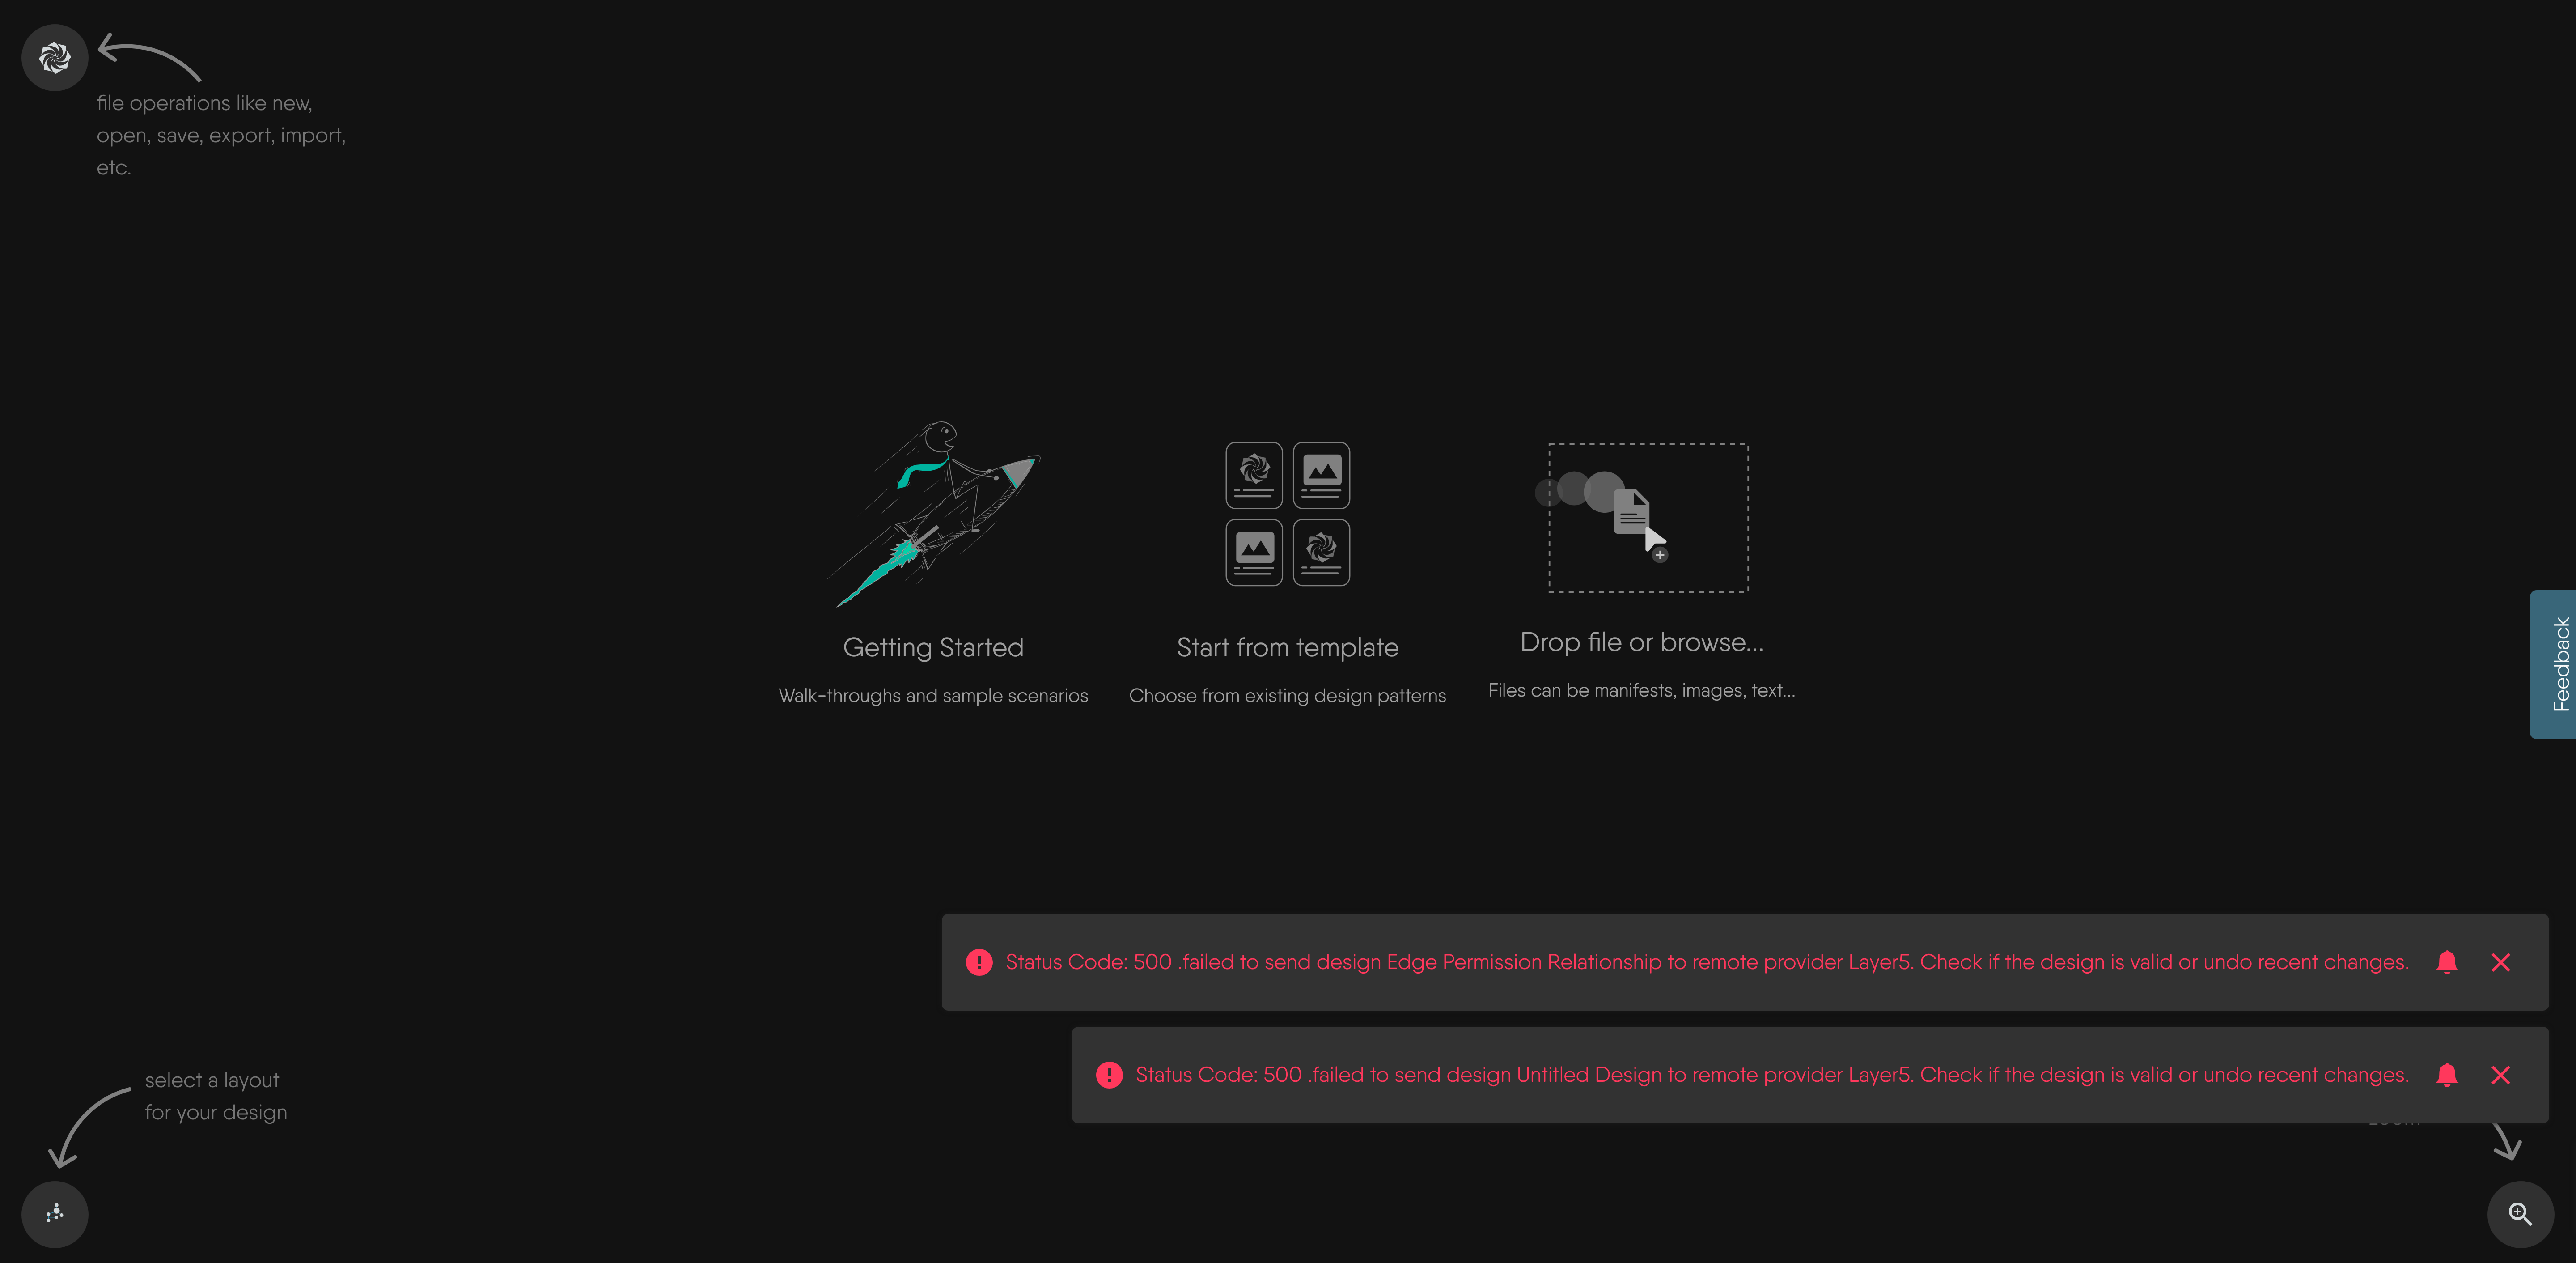 file operations like new,
open, save, export, import,
etc.
Getting Started
Walk-throughs and sample scenarios
Start from template
Choose from existing design patterns
Drop file or browse...
Files can be manifests, images, text...
Feedback
Status Code: 500 .failed to send design Edge Permission Relationship to remote provider Layer5. Check if the design is valid or undo recent changes.
Status Code: 500 .failed to send design Untitled Design to remote provider Layer5. Check if the design is valid or undo recent changes.
select a layout
for your design